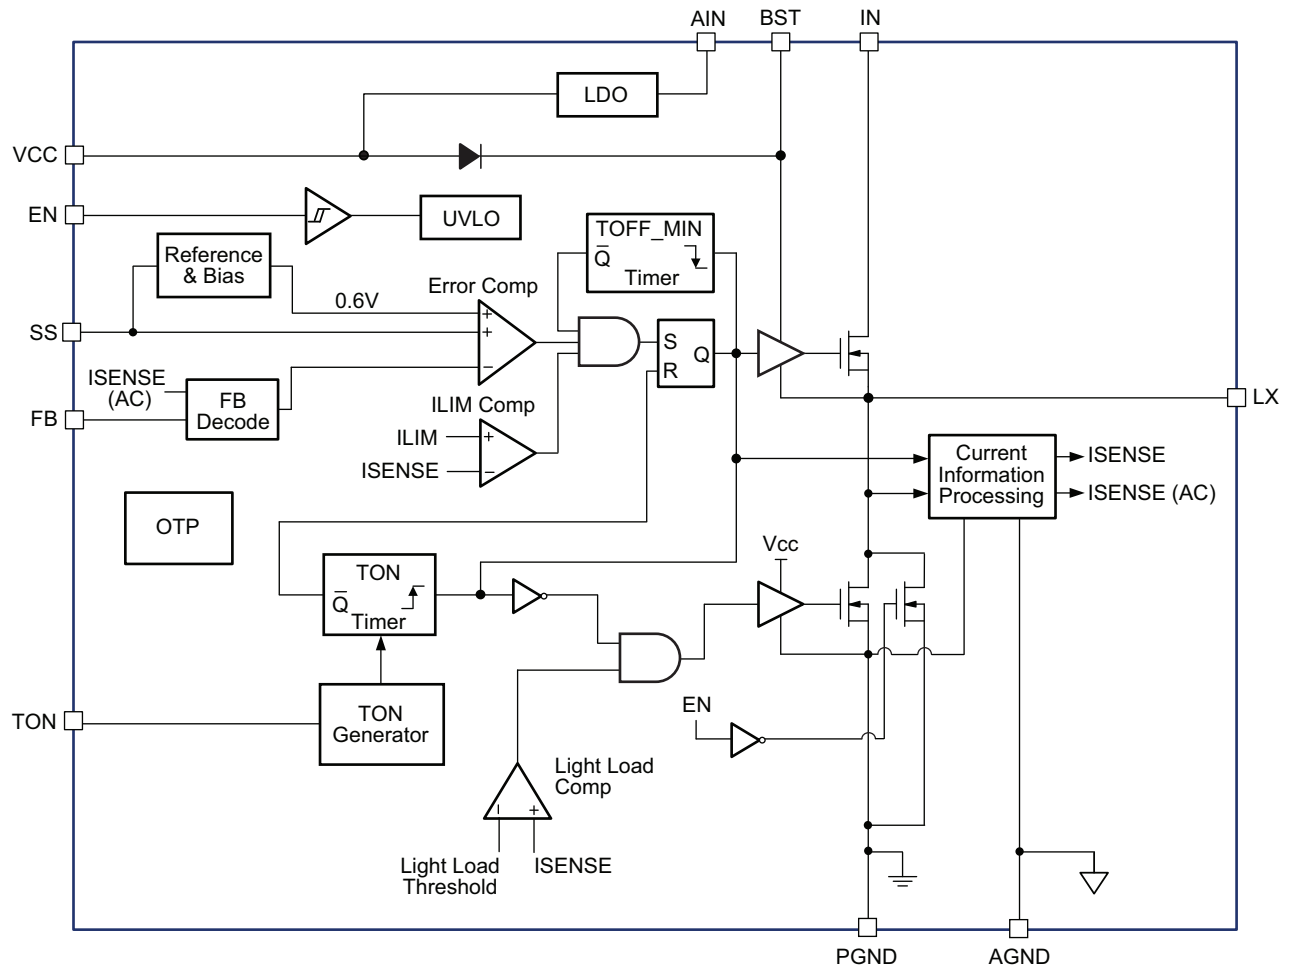 AIN
BST
IN
LDO
VCC
EN
UVLO
TOFF_MIN
Q̅
Timer
Reference
& Bias
0.6V
Error Comp
+
+
−
SS
S
R
Q
ISENSE
(AC)
FB
Decode
FB
ILIM Comp
ILIM
+
ISENSE
−
LX
Current
Information
Processing
ISENSE
ISENSE (AC)
OTP
TON
Q̅
Timer
Vcc
TON
TON
Generator
EN
Light Load
Comp
−
+
Light Load
Threshold
ISENSE
PGND
AGND